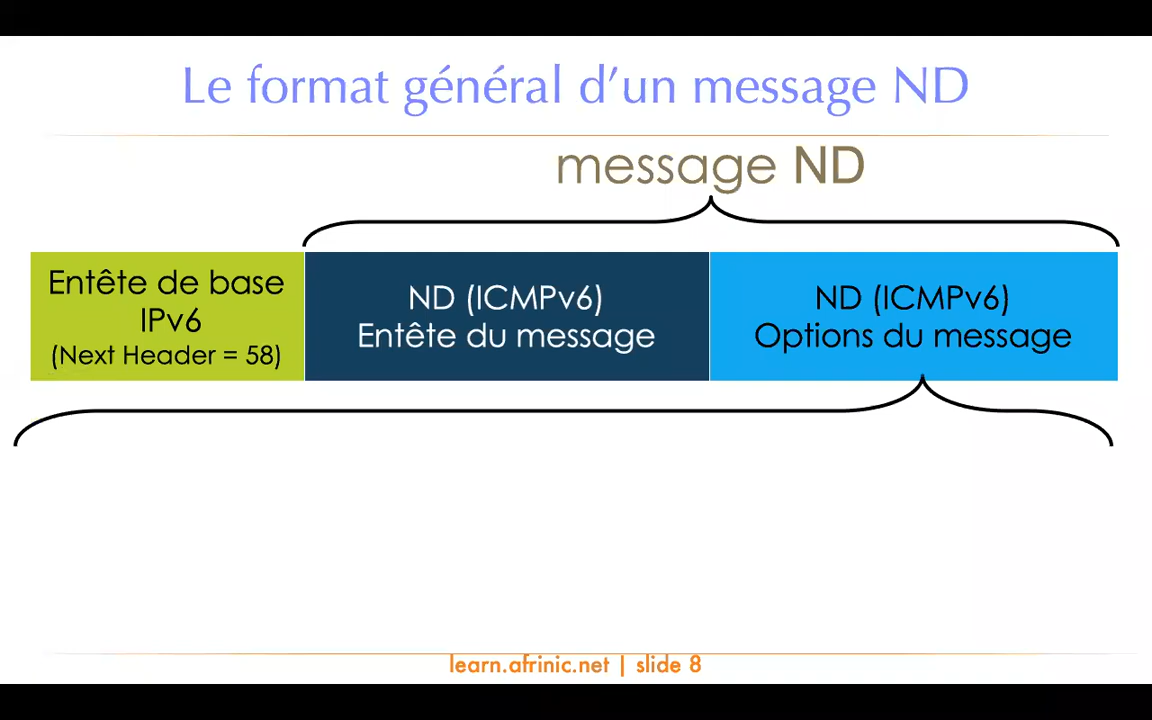 Le format général d'un message ND
message ND
Entête de base
IPv6
(Next Header = 58)
ND (ICMPv6)
Entête du message
ND (ICMPv6)
Options du message
learn.afrinic.net | slide 8